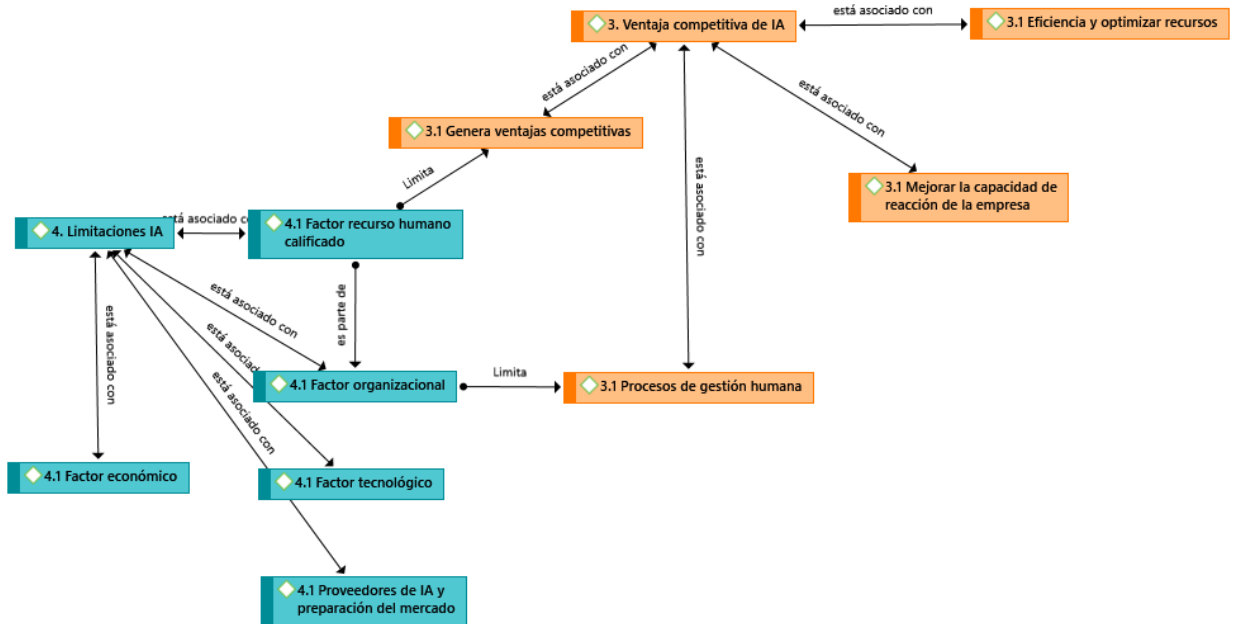 3. Ventaja competitiva de IA
está asociado con
3.1 Eficiencia y optimizar recursos
está asociado con
está asociado con
3.1 Genera ventajas competitivas
está asociado con
3.1 Mejorar la capacidad de
reacción de la empresa
Limita
4. Limitaciones IA
está asociado
4.1 Factor recurso humano
calificado
es parte de
está asociado con
está asociado con
está asociado
está asociado con
4.1 Factor organizacional
Limita
3.1 Procesos de gestión humana
4.1 Factor económico
4.1 Factor tecnológico
4.1 Proveedores de IA y
preparación del mercado